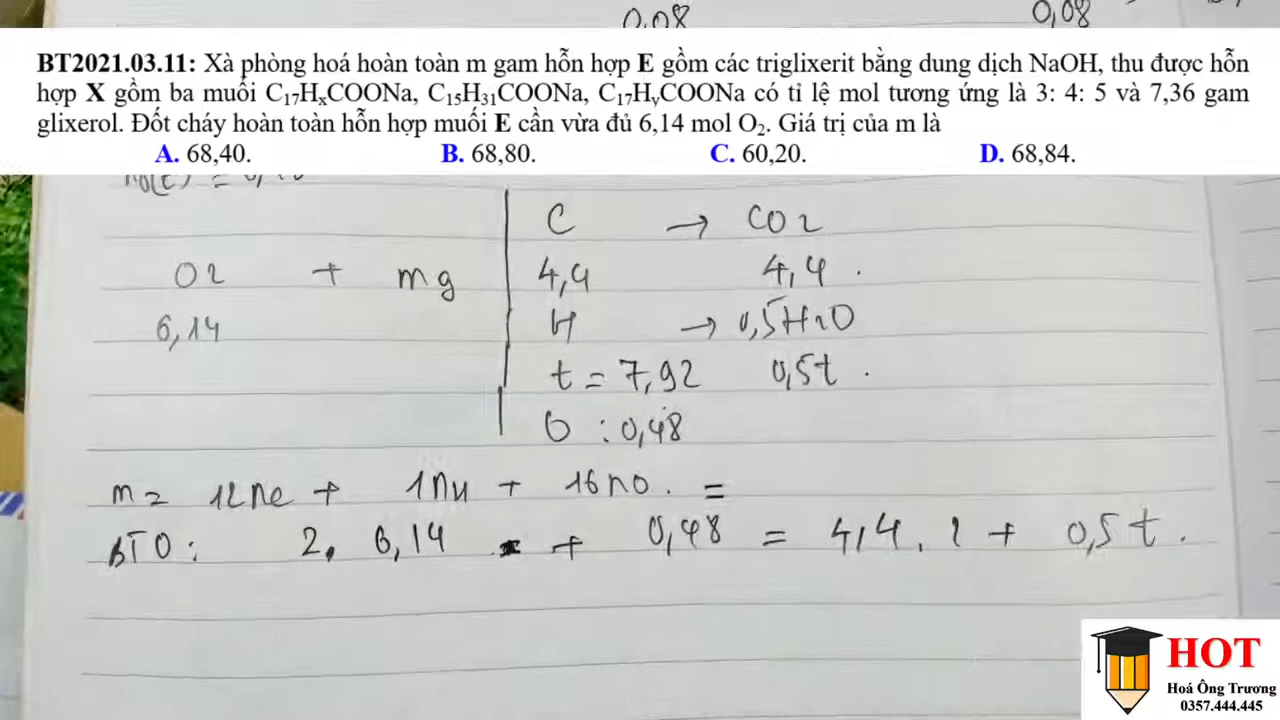 0,08 0,08
BT2021.03.11: Xà phòng hoá hoàn toàn m gam hỗn hợp E gồm các triglixerit bằng dung dịch NaOH, thu được hỗn
hợp X gồm ba muối C₁₇HₓCOONa, C₁₅H₃₁COONa, C₁₇HᵧCOONa có tỉ lệ mol tương ứng là 3: 4: 5 và 7,36 gam
glixerol. Đốt cháy hoàn toàn hỗn hợp muối E cần vừa đủ 6,14 mol O₂. Giá trị của m là
A. 68,40. B. 68,80. C. 60,20. D. 68,84.
C → CO2
O2 + mg 4,4 4,4 .
6,14 H → 0,5H2O
t = 7,92 0,5t .
O : 0,48
m = 12nc + 1nH + 16no. =
BTO: 2. 6,14 + 0,48 = 4,4 . 2 + 0,5 t .
HOT
Hoá Ông Trương
0357.444.445